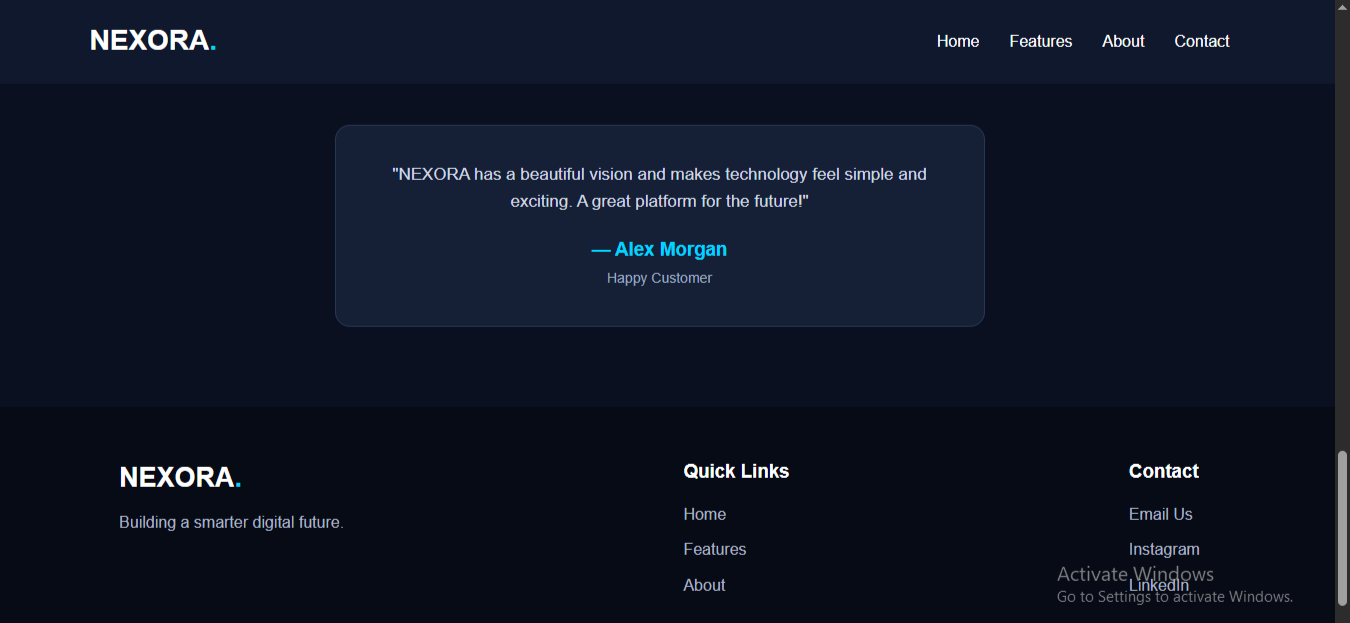 NEXORA.
Home Features About Contact
"NEXORA has a beautiful vision and makes technology feel simple and
exciting. A great platform for the future!"
— Alex Morgan
Happy Customer
NEXORA.
Building a smarter digital future.
Quick Links
Home
Features
About
Contact
Email Us
Instagram
LinkedIn
Activate Windows
Go to Settings to activate Windows.